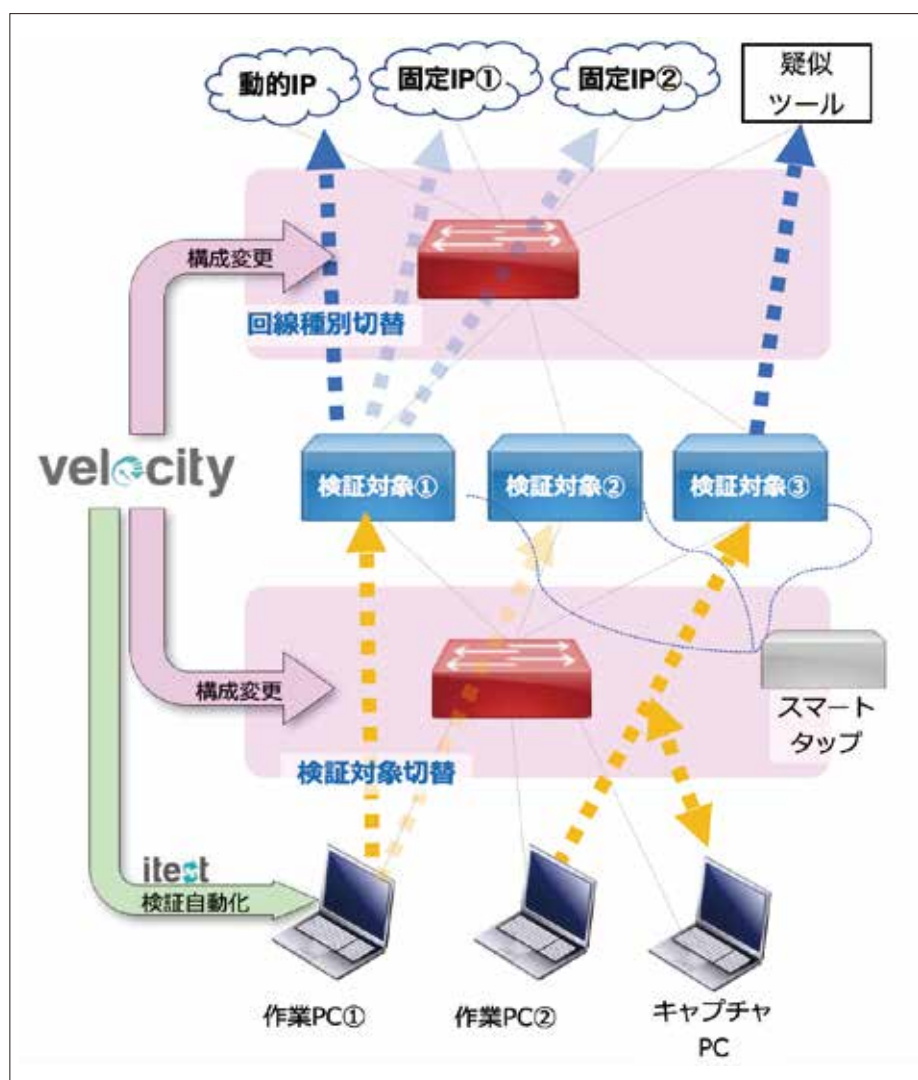 動的IP
固定IP①
固定IP②
疑似
ツール
構成変更
回線種別切替
velocity
検証対象①
検証対象②
検証対象③
構成変更
スマート
タップ
検証対象切替
itest
検証自動化
作業PC①
作業PC②
キャプチャ
PC